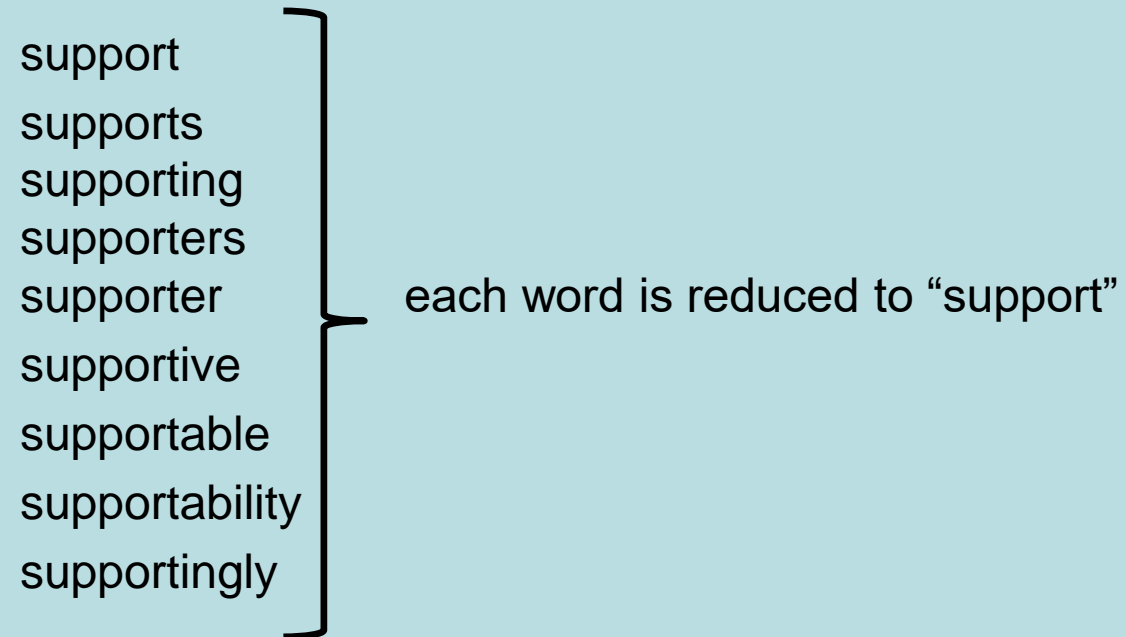 support
supports
supporting
supporters
supporter
each word is reduced to “support”
supportive
supportable
supportability
supportingly